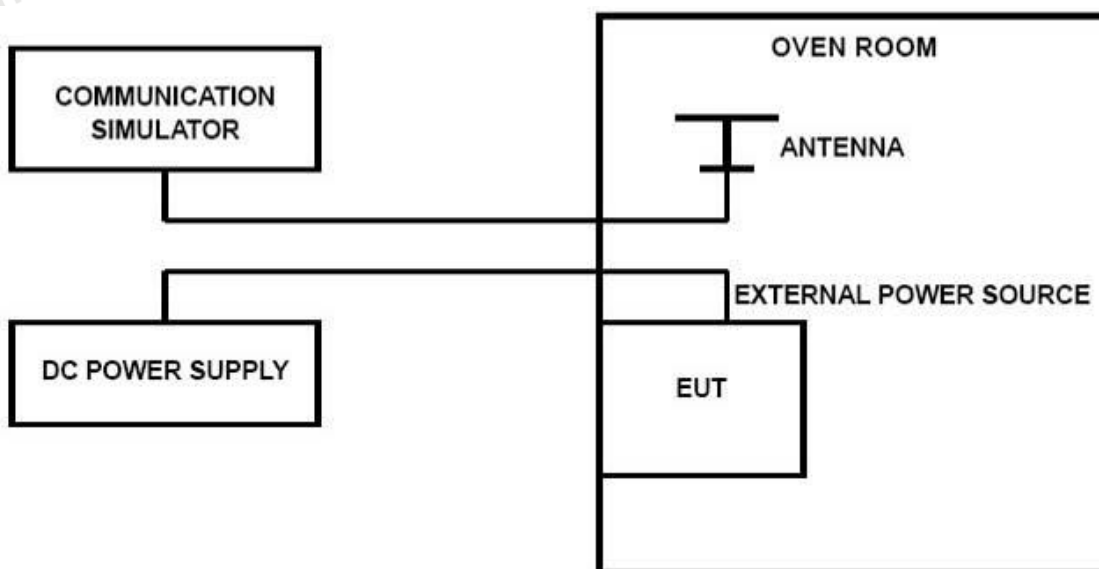 OVEN ROOM
COMMUNICATION
SIMULATOR
ANTENNA
EXTERNAL POWER SOURCE
DC POWER SUPPLY
EUT